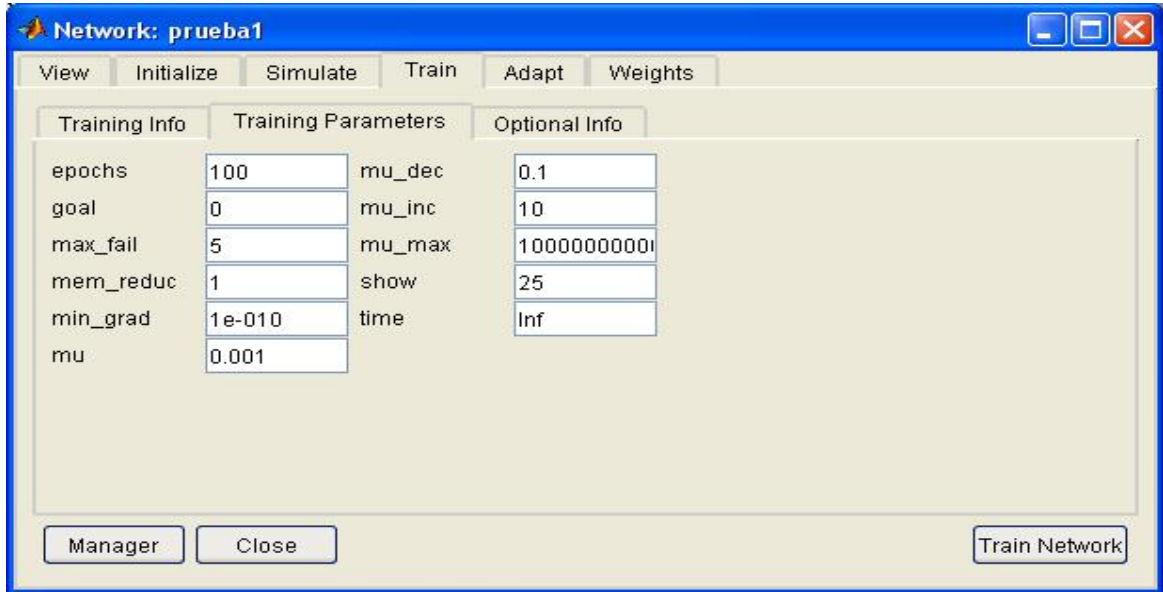 Network: prueba1
View Initialize Simulate Train Adapt Weights
Training Info Training Parameters Optional Info
epochs 100 mu_dec 0.1
goal 0 mu_inc 10
max_fail 5 mu_max 10000000000
mem_reduc 1 show 25
min_grad 1e-010 time Inf
mu 0.001
Manager Close Train Network